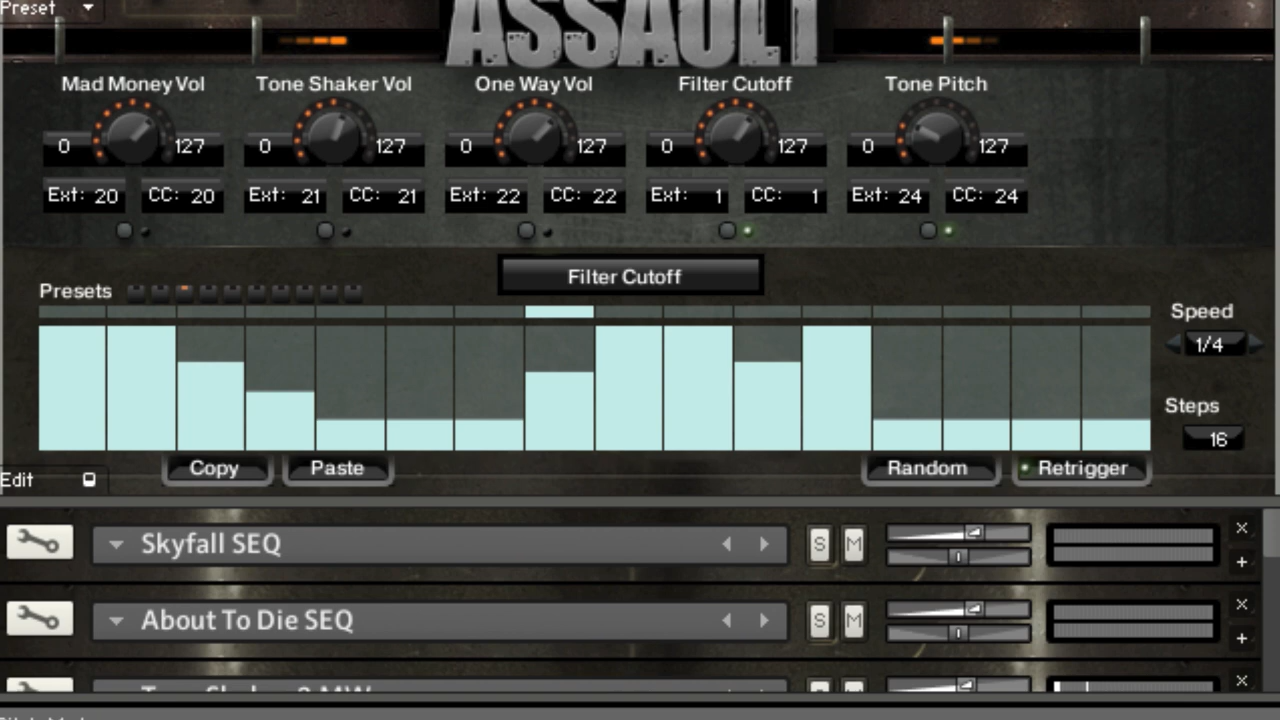 Preset
ASSAULT
Mad Money Vol Tone Shaker Vol One Way Vol Filter Cutoff Tone Pitch
0 127 0 127 0 127 0 127 0 127
Ext: 20 CC: 20 Ext: 21 CC: 21 Ext: 22 CC: 22 Ext: 1 CC: 1 Ext: 24 CC: 24
Filter Cutoff
Presets
Speed
1/4
Steps
16
Edit
Copy Paste Random Retrigger
Skyfall SEQ S M
About To Die SEQ S M